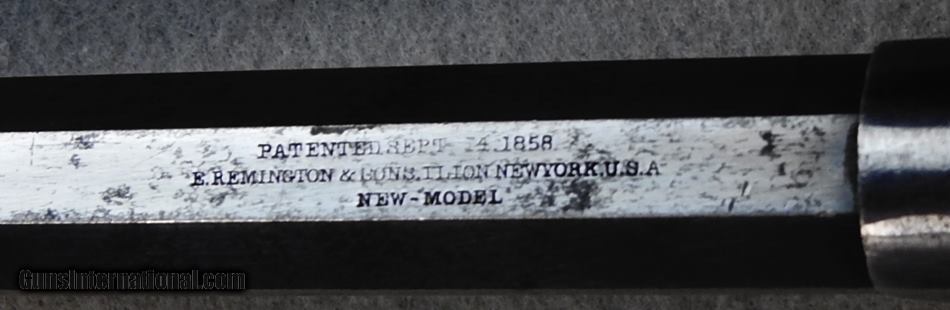 PATENTED SEPT 14.1858
E.REMINGTON & SONS. ILION NEWYORK.U.S.A
NEW-MODEL
GunsInternational.com